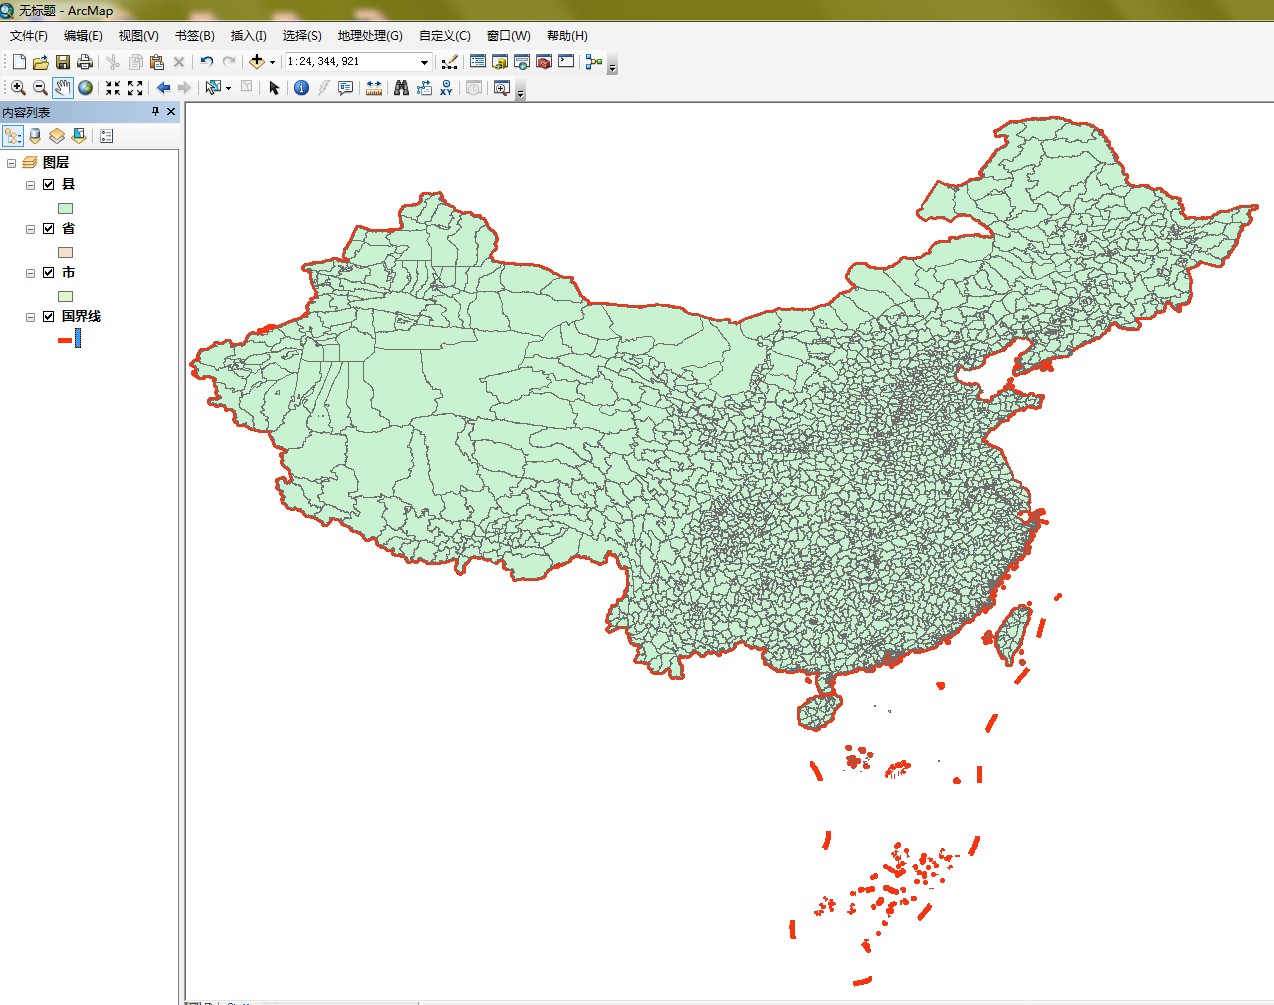 无标题 - ArcMap
文件(F) 编辑(E) 视图(V) 书签(B) 插入(I) 选择(S) 地理处理(G) 自定义(C) 窗口(W) 帮助(H)
1:24,344,921
XY
内容列表
图层
县
省
市
国界线